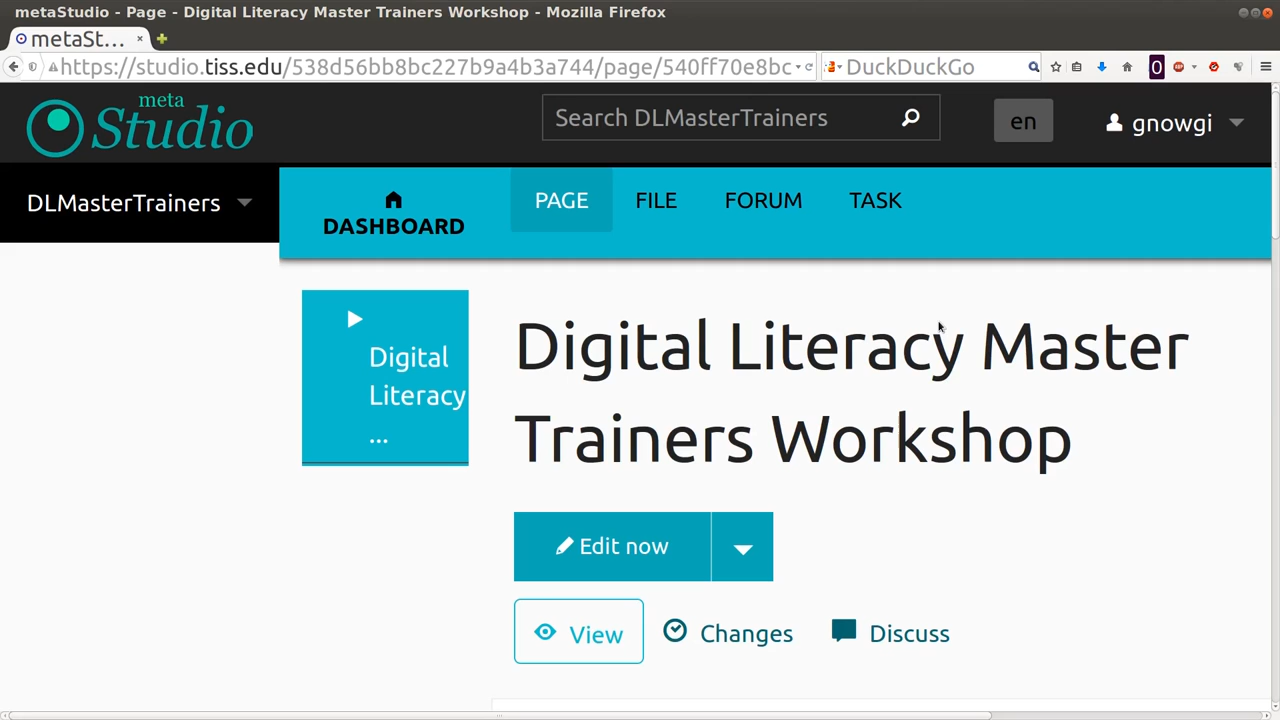 metaStudio - Page - Digital Literacy Master Trainers Workshop - Mozilla Firefox
metaSt...
https://studio.tiss.edu/538d56bb8bc227b9a4b3a744/page/540ff70e8bc
DuckDuckGo
meta
Studio
Search DLMasterTrainers
en
gnowgi
DLMasterTrainers
DASHBOARD
PAGE
FILE
FORUM
TASK
Digital
Literacy
...
Digital Literacy Master
Trainers Workshop
Edit now
View
Changes
Discuss